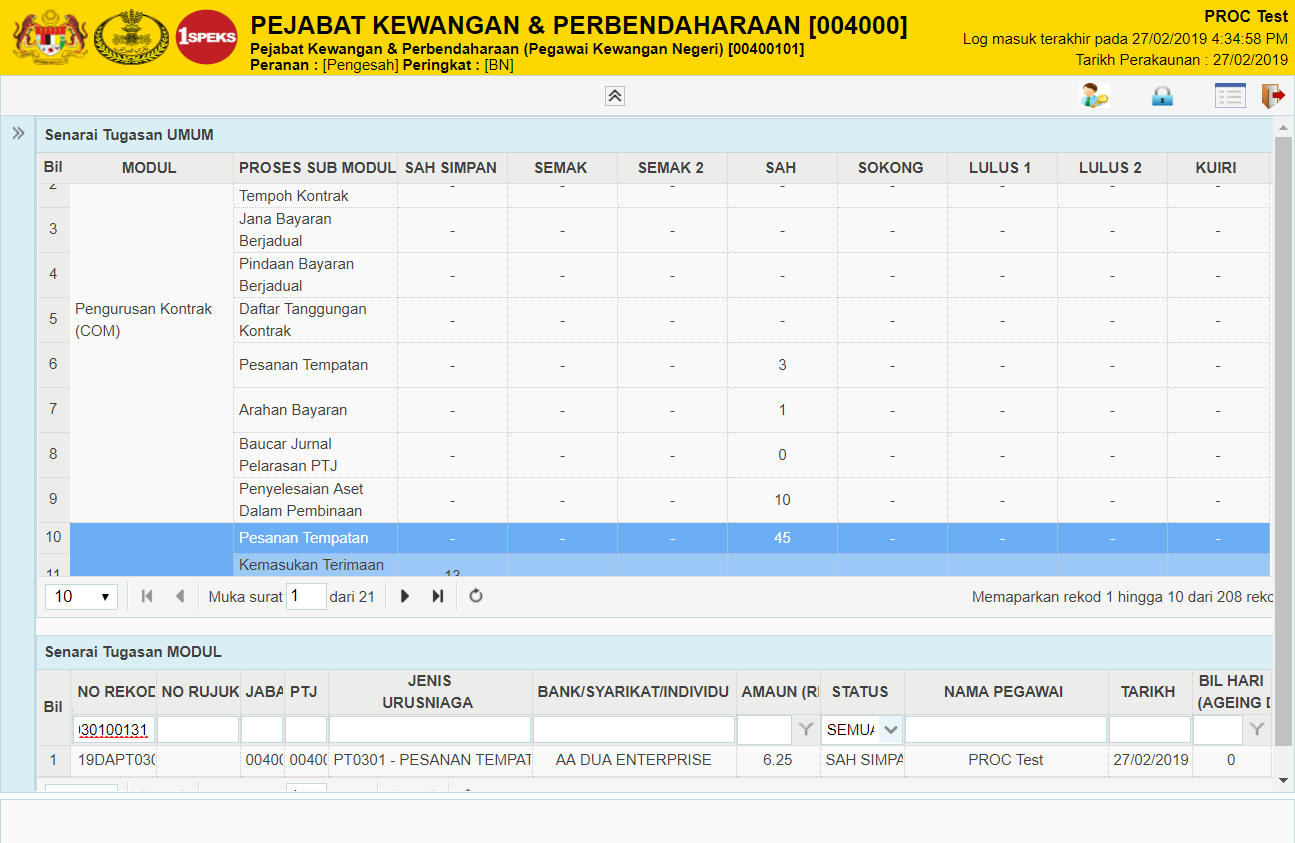 1SPEKS
PEJABAT KEWANGAN & PERBENDAHARAAN [004000]
Pejabat Kewangan & Perbendaharaan (Pegawai Kewangan Negeri) [00400101]
Peranan : [Pengesah] Peringkat : [BN]
PROC Test
Log masuk terakhir pada 27/02/2019 4:34:58 PM
Tarikh Perakaunan : 27/02/2019
Senarai Tugasan UMUM
Bil MODUL PROSES SUB MODUL SAH SIMPAN SEMAK SEMAK 2 SAH SOKONG LULUS 1 LULUS 2 KUIRI
2 Tempoh Kontrak - - - - - - - -
Pengurusan Kontrak
(COM)
3 Jana Bayaran
Berjadual - - - - - - - -
4 Pindaan Bayaran
Berjadual - - - - - - - -
5 Daftar Tanggungan
Kontrak - - - - - - - -
6 Pesanan Tempatan - - - 3 - - - -
7 Arahan Bayaran - - - 1 - - - -
8 Baucar Jurnal
Pelarasan PTJ - - - 0 - - - -
9 Penyelesaian Aset
Dalam Pembinaan - - - 10 - - - -
10 Pesanan Tempatan - - - 45 - - - -
11 Kemasukan Terimaan
10 Muka surat 1 dari 21 Memaparkan rekod 1 hingga 10 dari 208 reko
Senarai Tugasan MODUL
Bil NO REKOD NO RUJUK JABA PTJ JENIS
URUSNIAGA BANK/SYARIKAT/INDIVIDU AMAUN (RM STATUS NAMA PEGAWAI TARIKH BIL HARI
(AGEING D
030100131 SEMUA
1 19DAPT030 00400 00400 PT0301 - PESANAN TEMPAT AA DUA ENTERPRISE 6.25 SAH SIMPA PROC Test 27/02/2019 0